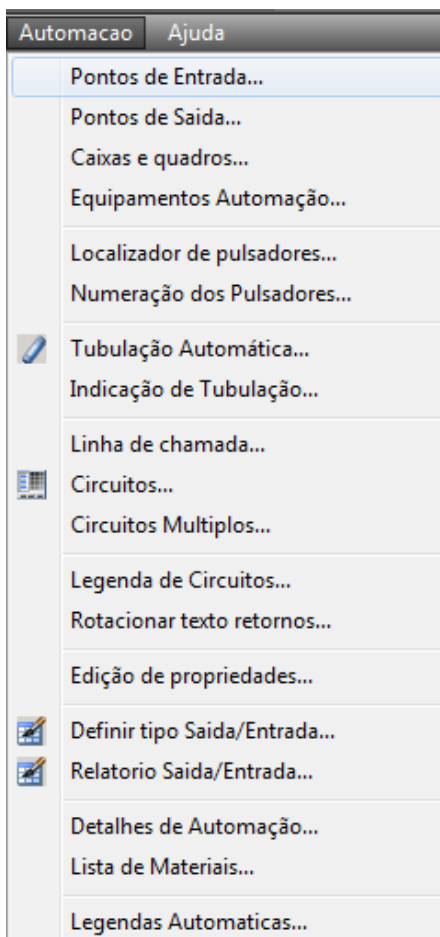 Automacao Ajuda
Pontos de Entrada...
Pontos de Saida...
Caixas e quadros...
Equipamentos Automação...
Localizador de pulsadores...
Numeração dos Pulsadores...
Tubulação Automática...
Indicação de Tubulação...
Linha de chamada...
Circuitos...
Circuitos Multiplos...
Legenda de Circuitos...
Rotacionar texto retornos...
Edição de propriedades...
Definir tipo Saida/Entrada...
Relatorio Saida/Entrada...
Detalhes de Automação...
Lista de Materiais...
Legendas Automaticas...